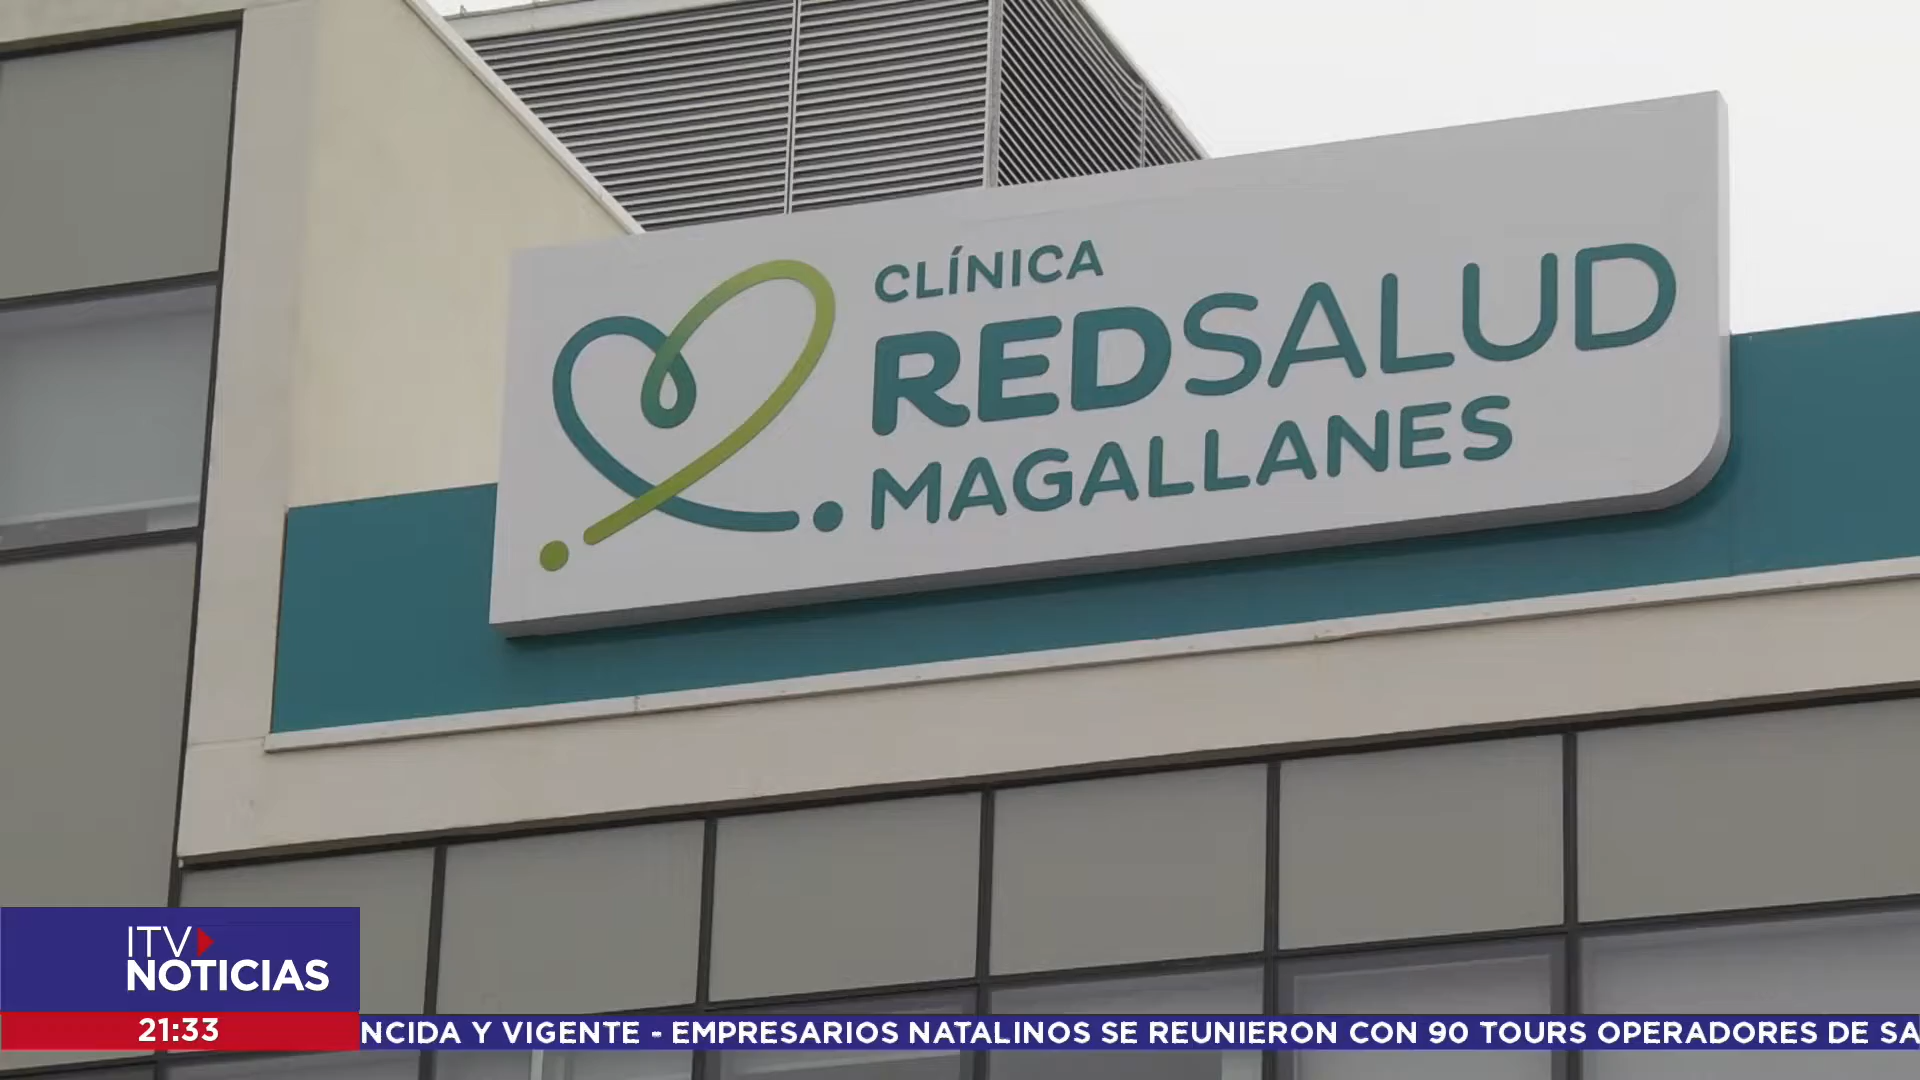 CLÍNICA
REDSALUD
MAGALLANES
ITV
NOTICIAS
21:33
NCIDA Y VIGENTE - EMPRESARIOS NATALINOS SE REUNIERON CON 90 TOURS OPERADORES DE SA